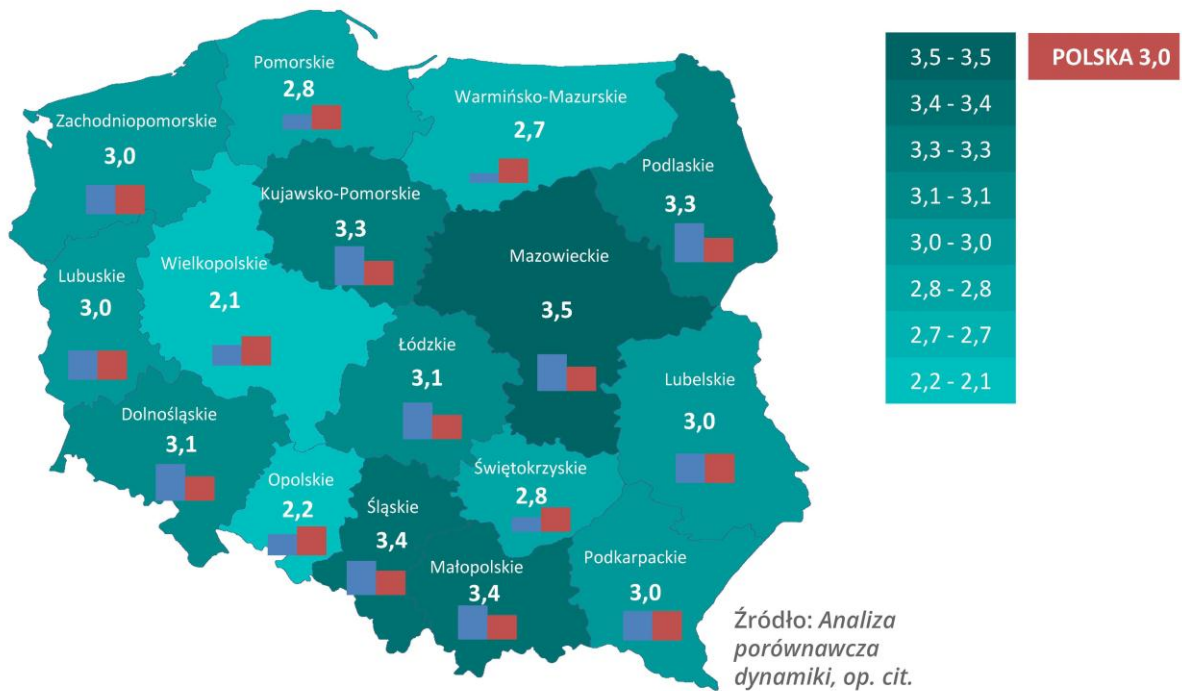 Pomorskie
2,8
Warmińsko-Mazurskie
2,7
Zachodniopomorskie
3,0
Podlaskie
3,3
Kujawsko-Pomorskie
3,3
Mazowieckie
3,5
Wielkopolskie
2,1
Lubuskie
3,0
Łódzkie
3,1
Lubelskie
3,0
Dolnośląskie
3,1
Świętokrzyskie
2,8
Opolskie
2,2
Śląskie
3,4
Małopolskie
3,4
Podkarpackie
3,0
3,5 - 3,5
3,4 - 3,4
3,3 - 3,3
3,1 - 3,1
3,0 - 3,0
2,8 - 2,8
2,7 - 2,7
2,2 - 2,1
POLSKA 3,0
Źródło: Analiza
porównawcza
dynamiki, op. cit.